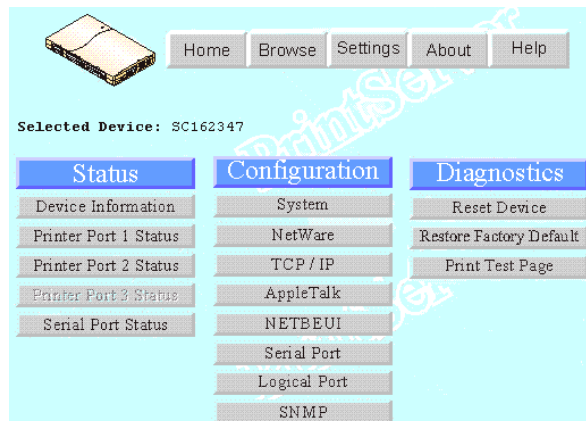 Home Browse Settings About Help
Selected Device: SC162347
Status
Device Information
Printer Port 1 Status
Printer Port 2 Status
Printer Port 3 Status
Serial Port Status
Configuration
System
NetWare
TCP / IP
AppleTalk
NETBEUI
Serial Port
Logical Port
SNMP
Diagnostics
Reset Device
Restore Factory Default
Print Test Page
PrintServer